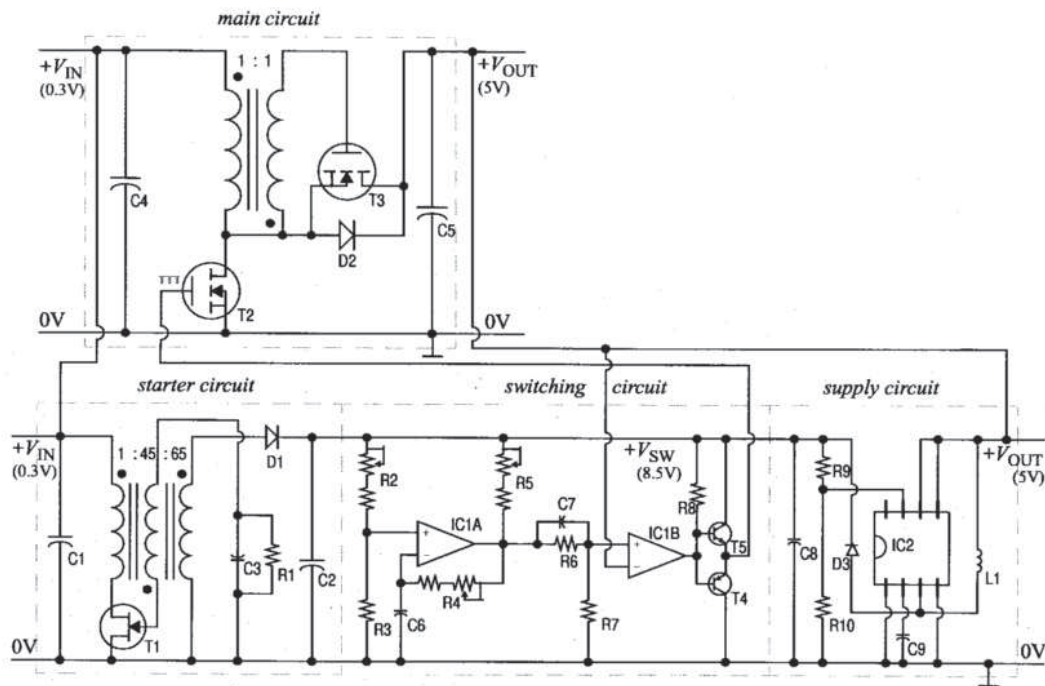 main circuit
+VIN
(0.3V)
1 : 1
+VOUT
(5V)
C4
T3
D2
C5
T2
0V
0V
starter circuit
switching circuit
supply circuit
+VIN
(0.3V)
1 : 45 : 65
D1
R2
R5
+VSW
(8.5V)
R9
+VOUT
(5V)
R8
C7
IC1A
+
−
IC1B
+
−
T5
R6
C1
C3
R1
C2
R4
C8
D3
IC2
L1
T4
T1
R3
C6
R7
R10
C9
0V
0V